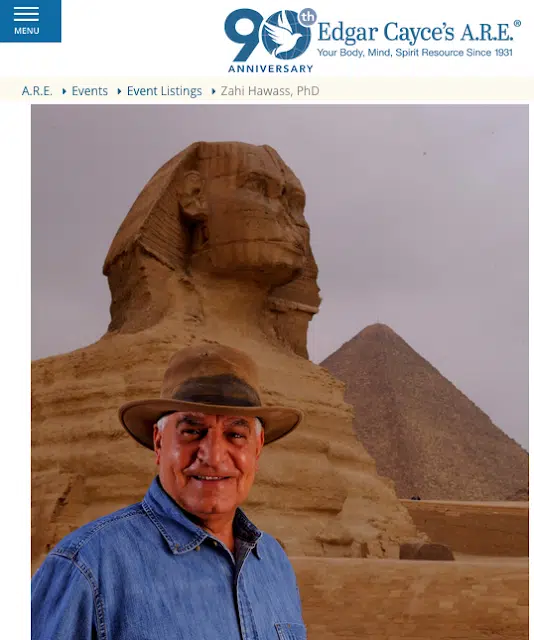 MENU
90th
Edgar Cayce's A.R.E.®
Your Body, Mind, Spirit Resource Since 1931
ANNIVERSARY
A.R.E. Events Event Listings Zahi Hawass, PhD